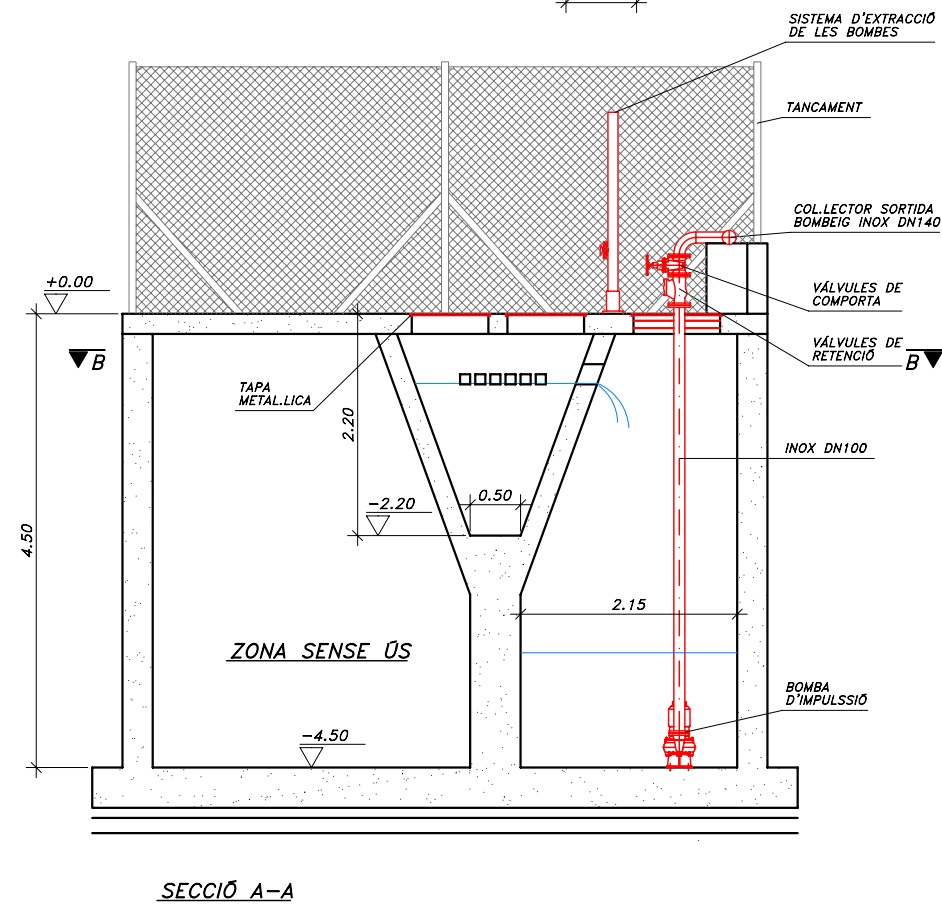 SISTEMA D'EXTRACCIÓ
DE LES BOMBES
TANCAMENT
COL.LECTOR SORTIDA
BOMBEIG INOX DN140
+0.00
VÁLVULES DE
COMPORTA
VÁLVULES DE
RETENCIÓ
B
B
TAPA
METAL.LICA
2.20
INOX DN100
-2.20
0.50
4.50
2.15
ZONA SENSE ÚS
BOMBA
D'IMPULSSIÓ
-4.50
SECCIÓ A-A